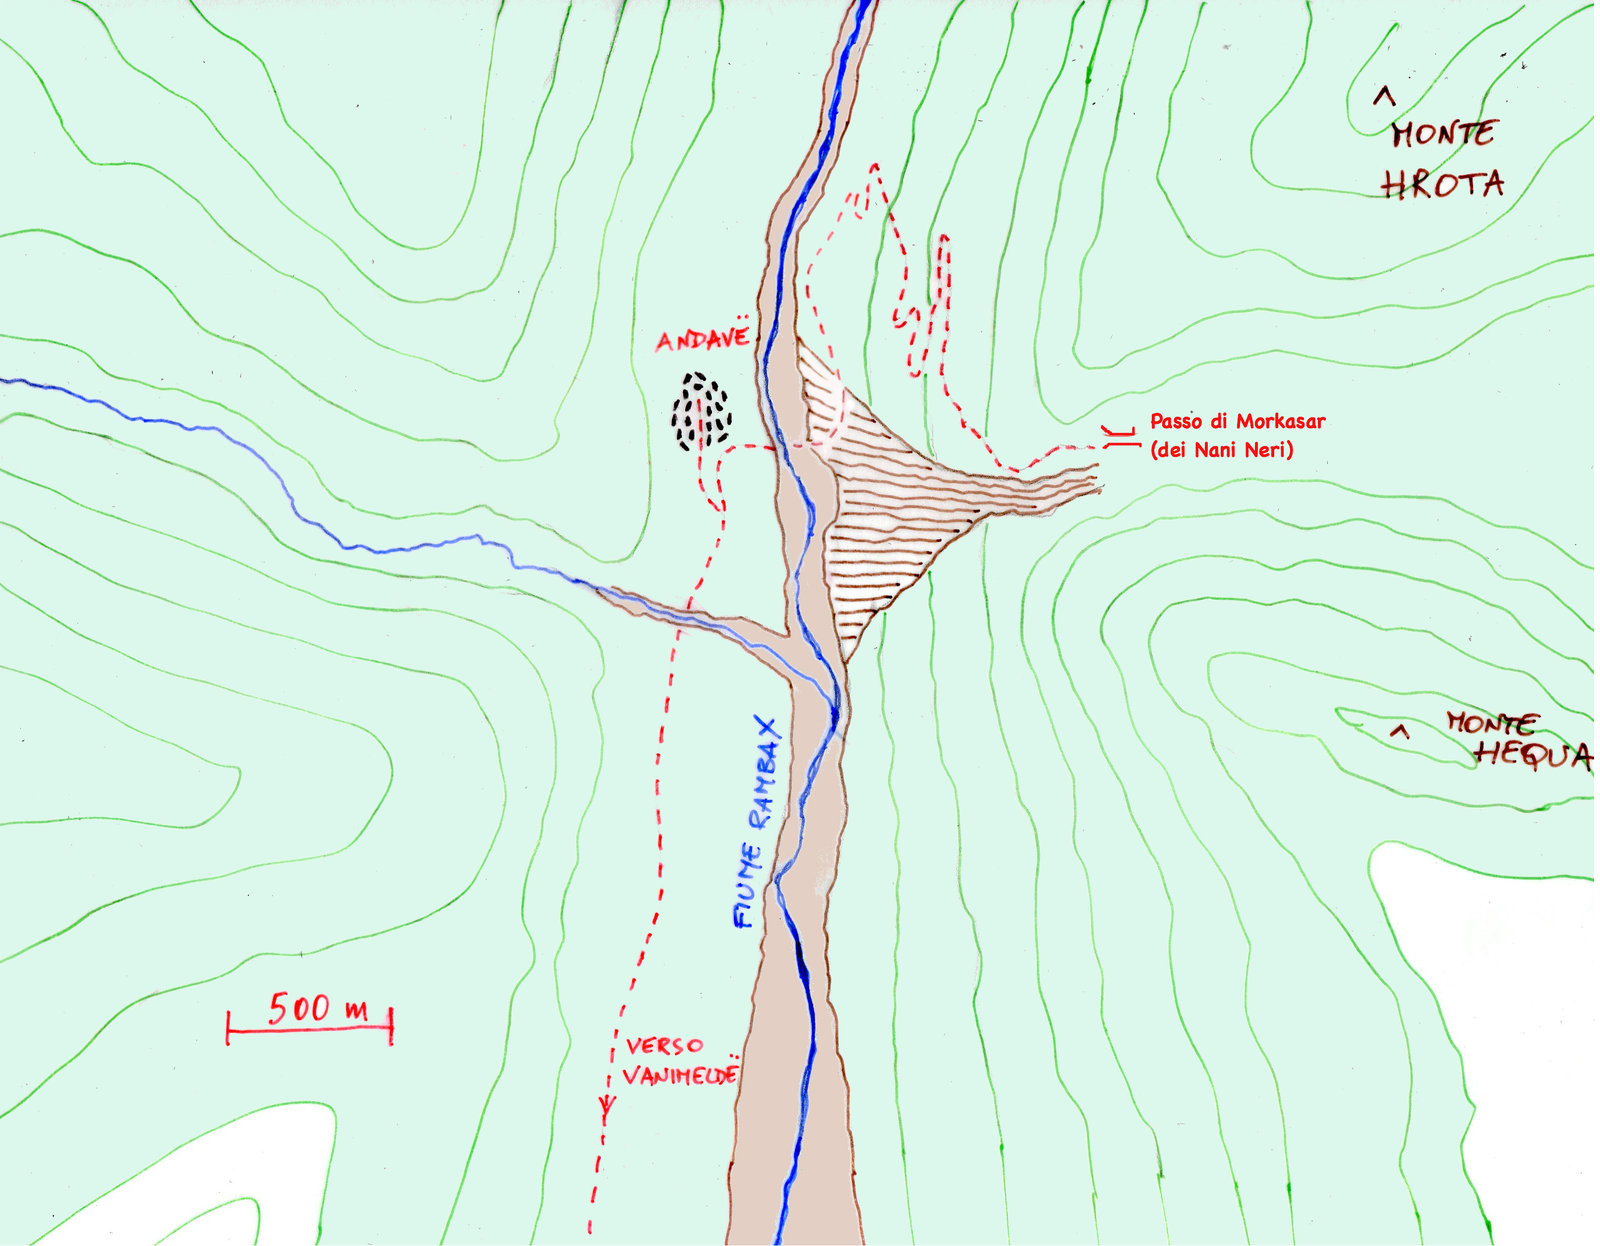 MONTE
HROTA
ANDAVË
Passo di Morkasar
(dei Nani Neri)
MONTE
HEQUA
FIUME RAMBAX
500 m
VERSO
VANIMELDË